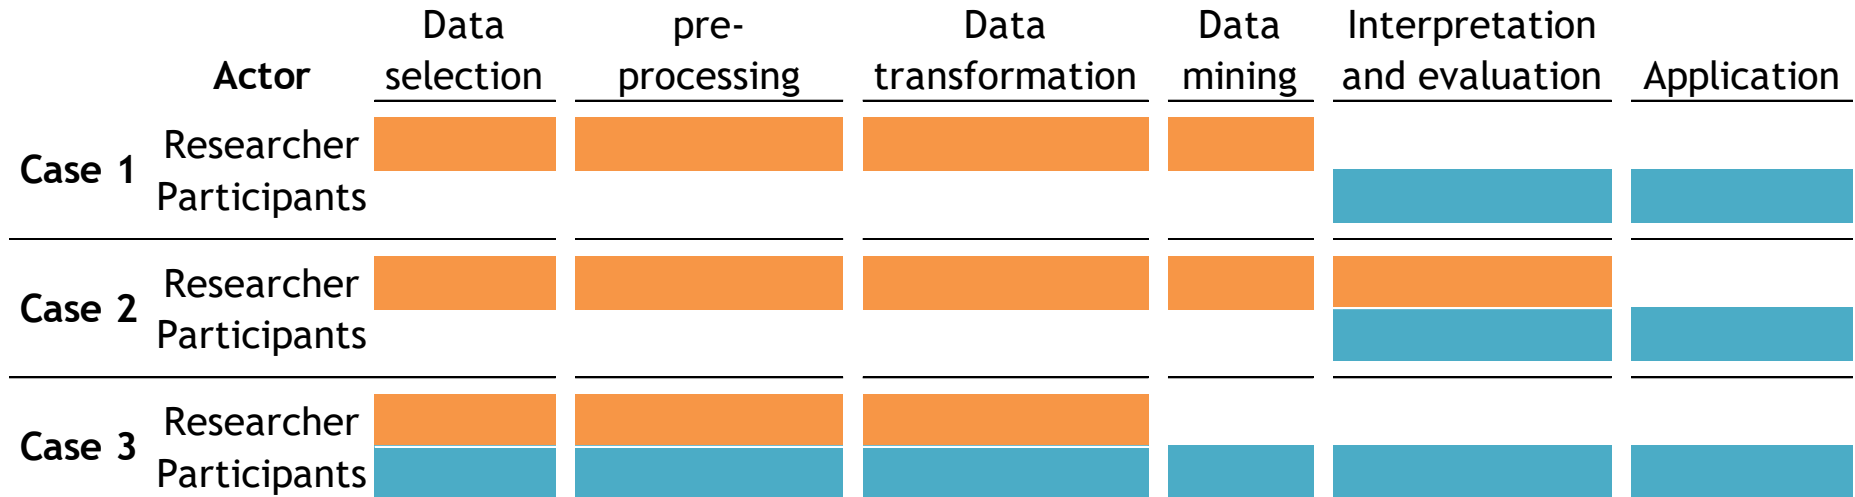 Data pre- Data Data Interpretation
Actor selection processing transformation mining and evaluation Application
Researcher
Case 1
Participants
Researcher
Case 2
Participants
Researcher
Case 3
Participants